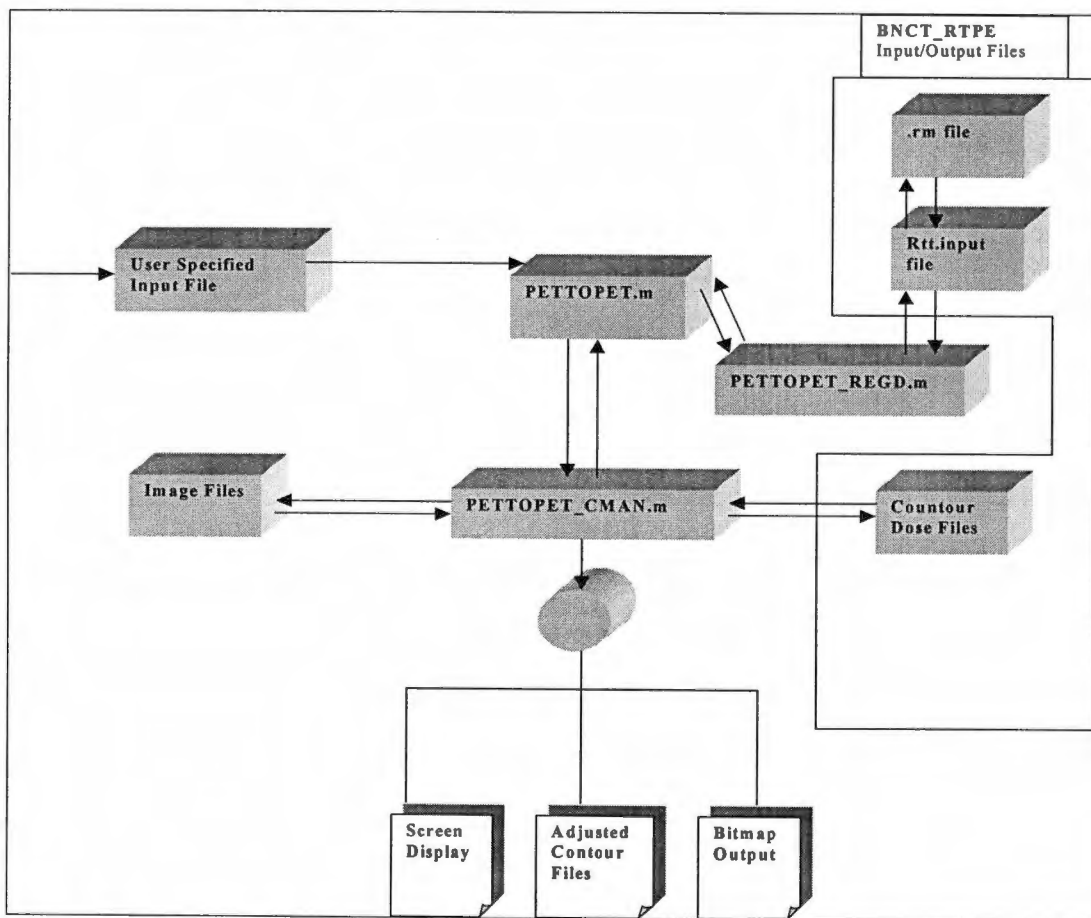 BNCT_RTPE
Input/Output Files
.rm file
Rtt.input
file
User Specified
Input File
PETTOPET.m
PETTOPET_REGD.m
Image Files
PETTOPET_CMAN.m
Countour
Dose Files
Screen
Display
Adjusted
Contour
Files
Bitmap
Output